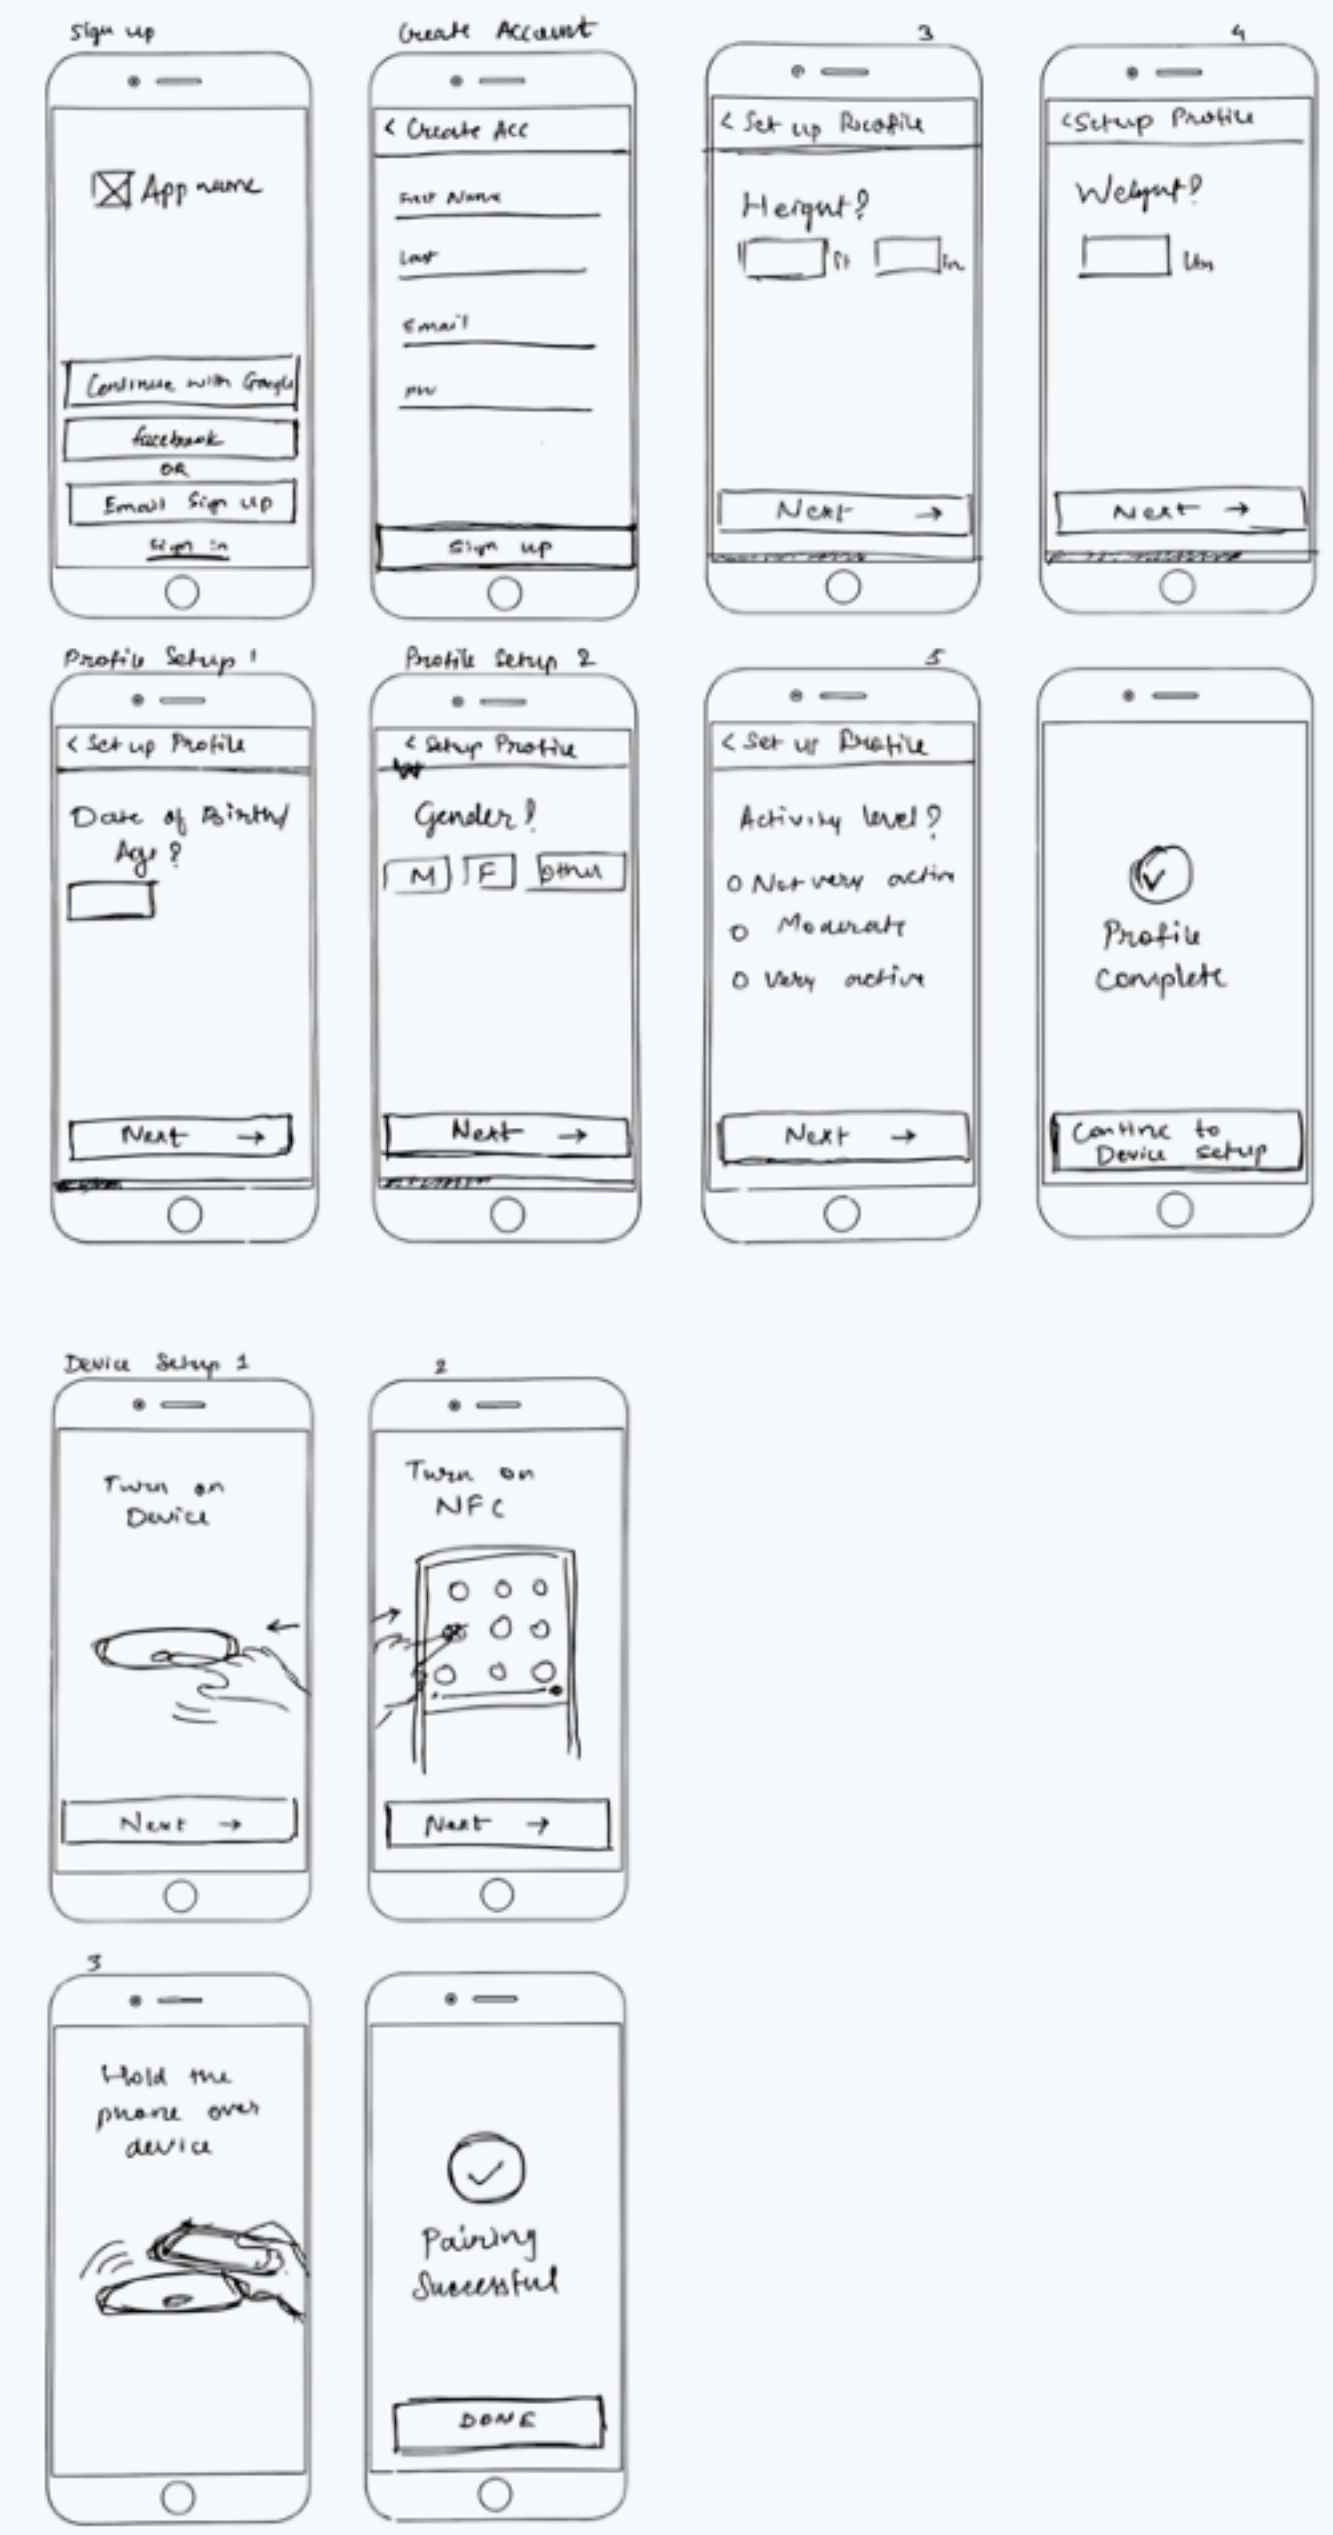 Sign up
App name
Continue with Google
facebook
OR
Email Sign up
Sign in
Create Account
< Create Acc
First Name
Last
Email
PW
Sign up
3
< Set up Profile
Height?
ft in
Next →
4
< Setup Profile
Weight?
Next →
Profile Setup 1
< Set up Profile
Date of Birth/
Age?
Next →
Profile Setup 2
< Setup Profile
Gender?
M F Other
Next →
5
< Set up Profile
Activity level?
Not very active
Moderate
Very active
Next →
Profile
Complete
Continue to
Device setup
Device Setup 1
Turn on
Device
Next →
2
Turn on
NFC
Next →
3
Hold the
phone over
device
Pairing
Successful
DONE